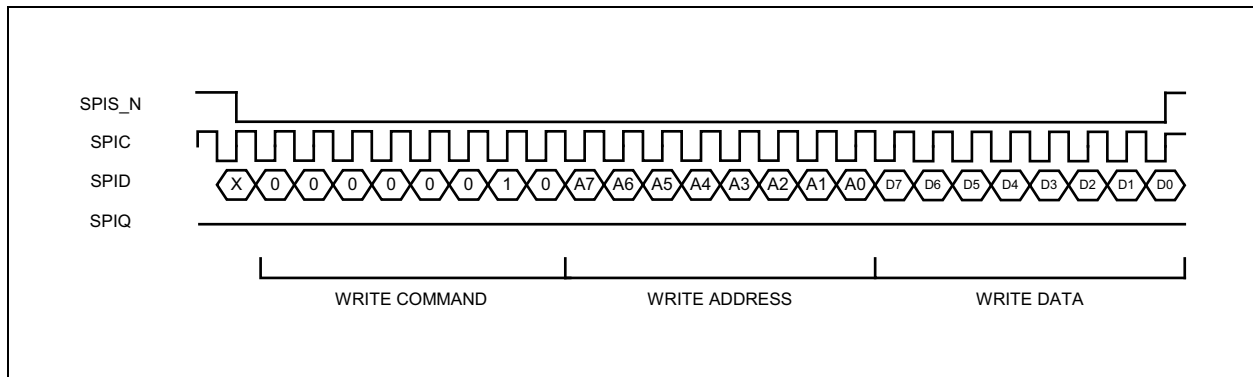 SPIS_N
SPIC
SPID X 0 0 0 0 0 0 1 0 A7 A6 A5 A4 A3 A2 A1 A0 D7 D6 D5 D4 D3 D2 D1 D0
SPIQ
WRITE COMMAND WRITE ADDRESS WRITE DATA